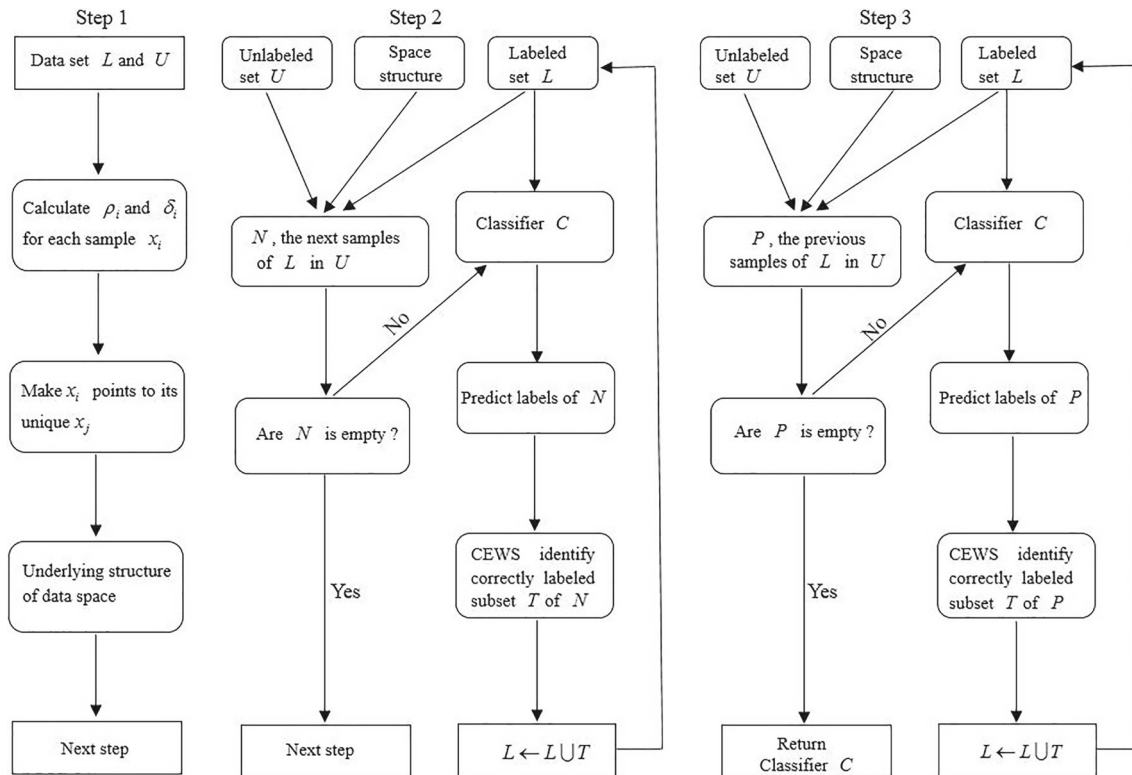 Step 1
Data set L and U
Calculate ρᵢ and δᵢ
for each sample xᵢ
Make xᵢ points to its
unique xⱼ
Underlying structure
of data space
Next step
Step 2
Unlabeled
set U
Space
structure
Labeled
set L
N , the next samples
of L in U
Classifier C
No
Are N is empty ?
Predict labels of N
Yes
CEWS identify
correctly labeled
subset T of N
Next step
L ← L ⋃ T
Step 3
Unlabeled
set U
Space
structure
Labeled
set L
P , the previous
samples of L in U
Classifier C
No
Are P is empty ?
Predict labels of P
Yes
CEWS identify
correctly labeled
subset T of P
Return
Classifier C
L ← L ⋃ T